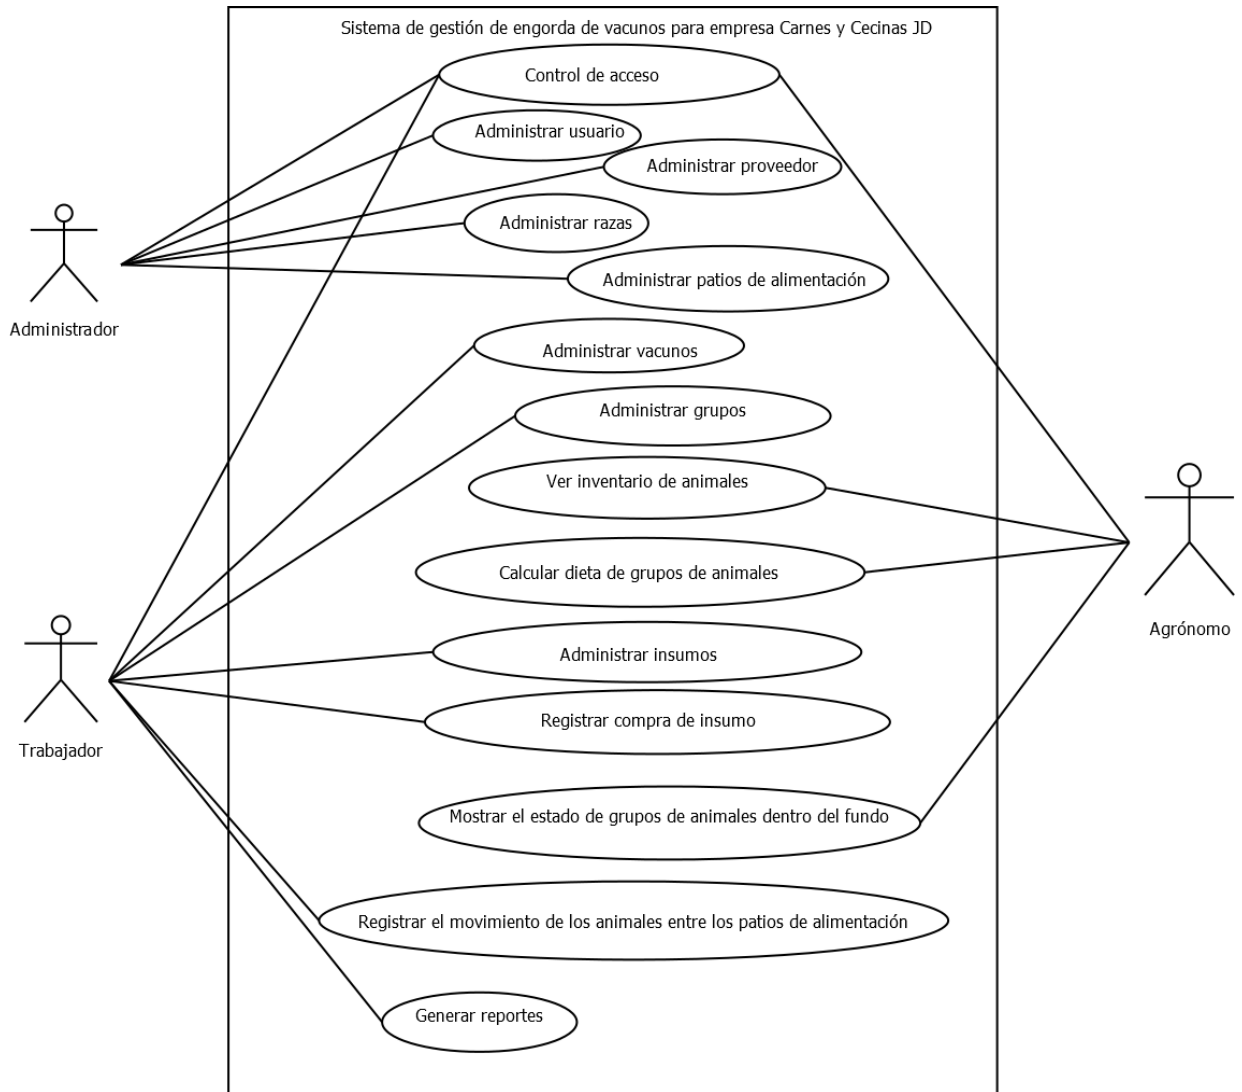 Sistema de gestión de engorda de vacunos para empresa Carnes y Cecinas JD
Control de acceso
Administrar usuario
Administrar proveedor
Administrar razas
Administrar patios de alimentación
Administrador
Administrar vacunos
Administrar grupos
Ver inventario de animales
Calcular dieta de grupos de animales
Agrónomo
Administrar insumos
Registrar compra de insumo
Trabajador
Mostrar el estado de grupos de animales dentro del fundo
Registrar el movimiento de los animales entre los patios de alimentación
Generar reportes